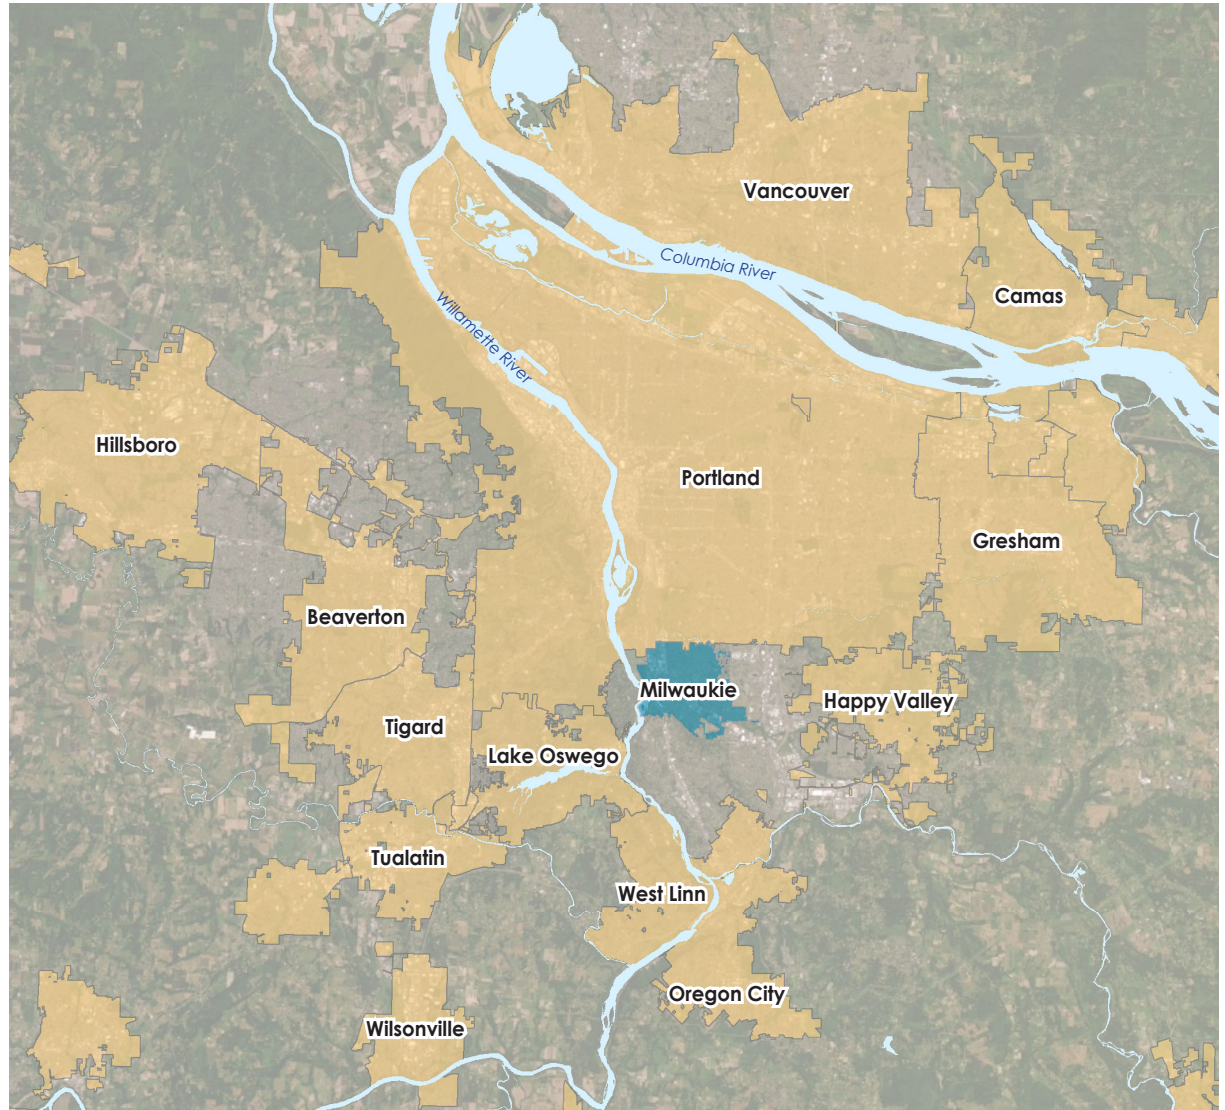 Vancouver
Columbia River
Camas
Willamette River
Hillsboro
Portland
Gresham
Beaverton
Milwaukie
Happy Valley
Tigard
Lake Oswego
Tualatin
West Linn
Oregon City
Wilsonville